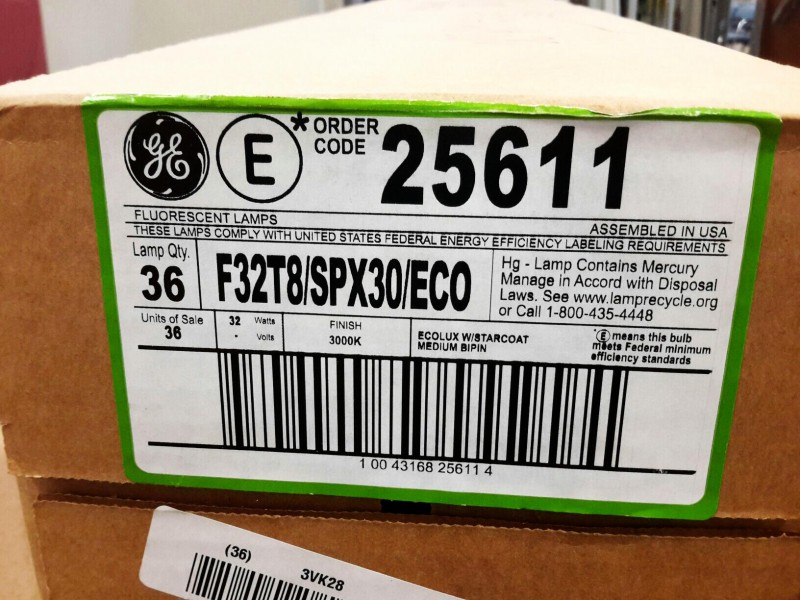 GE E * ORDER
CODE 25611
FLUORESCENT LAMPS ASSEMBLED IN USA
THESE LAMPS COMPLY WITH UNITED STATES FEDERAL ENERGY EFFICIENCY LABELING REQUIREMENTS
Lamp Qty.
36
F32T8/SPX30/ECO
Hg - Lamp Contains Mercury
Manage in Accord with Disposal
Laws. See www.lamprecycle.org
or Call 1-800-435-4448
Units of Sale
36
32 Watts
- Volts
FINISH
3000K
ECOLUX W/STARCOAT
MEDIUM BIPIN
*E means this bulb
meets Federal minimum
efficiency standards
1 00 43168 25611 4
(36) 3VK28